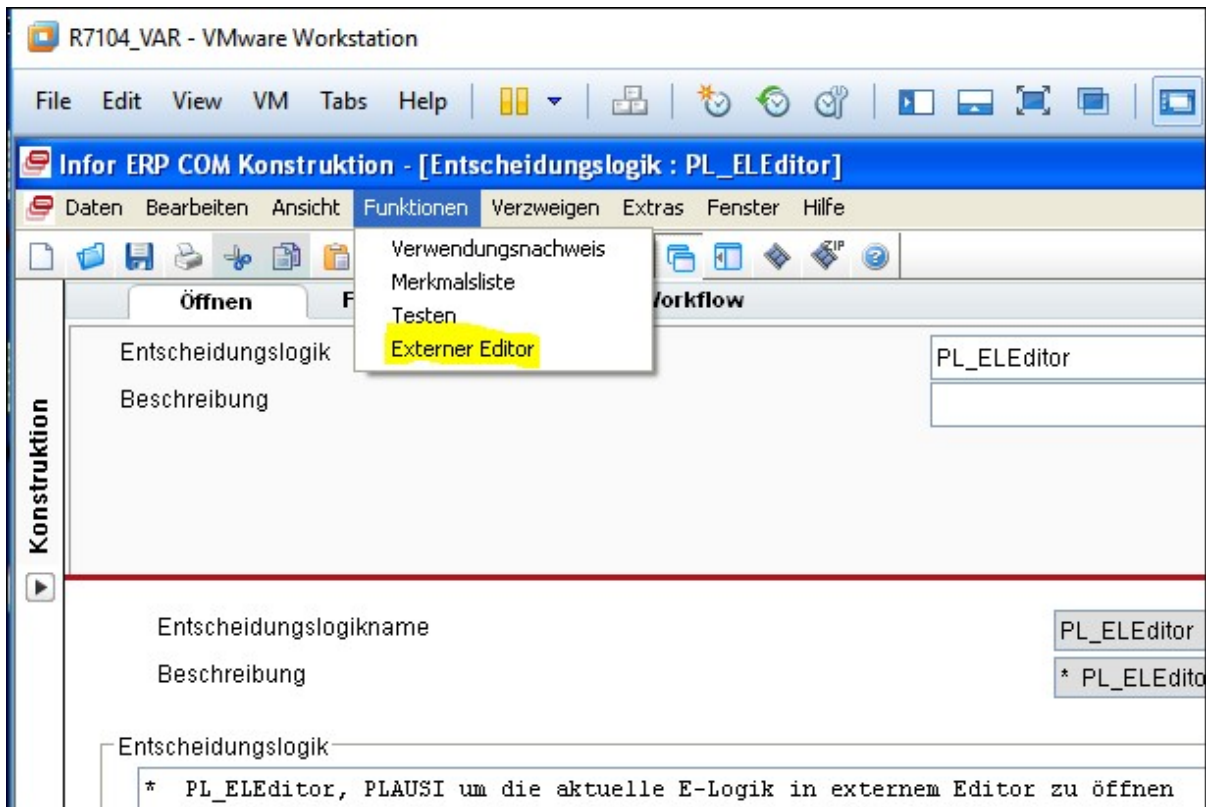 R7104_VAR - VMware Workstation
File Edit View VM Tabs Help
Infor ERP COM Konstruktion - [Entscheidungslogik : PL_ELEditor]
Daten Bearbeiten Ansicht Funktionen Verzweigen Extras Fenster Hilfe
Verwendungsnachweis
ZIP
Merkmalsliste
Öffnen
Testen
Externer Editor
Entscheidungslogik PL_ELEditor
Beschreibung
Konstruktion
Entscheidungslogikname PL_ELEditor
Beschreibung * PL_ELEdito
Entscheidungslogik
* PL_ELEditor, PLAUSI um die aktuelle E-Logik in externem Editor zu öffnen